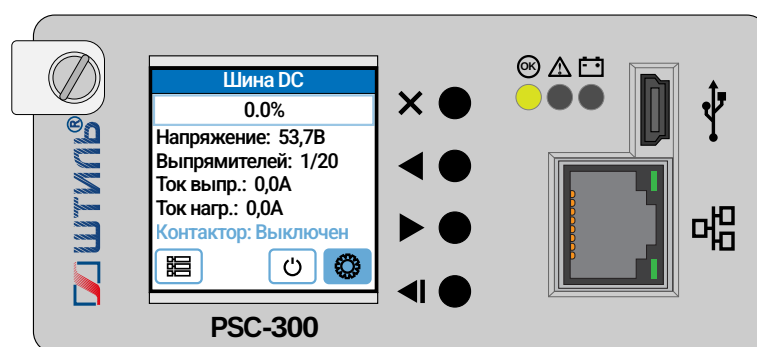 ШТИЛЬ®
Шина DC
0.0%
Напряжение: 53,7В
Выпрямителей: 1/20
Ток выпр.: 0,0А
Ток нагр.: 0,0А
Контактор: Выключен
OK
PSC-300